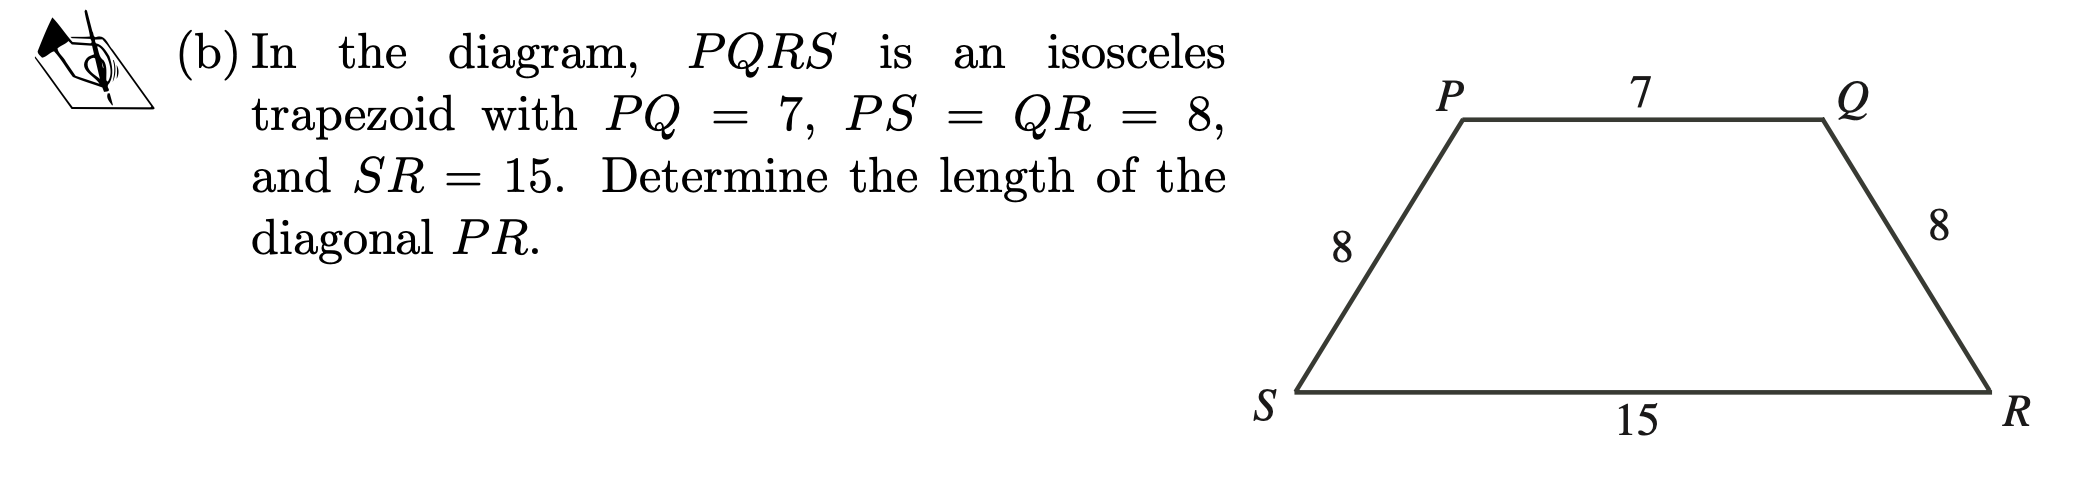 (b) In the diagram, PQRS is an isosceles
trapezoid with PQ = 7, PS = QR = 8,
and SR = 15. Determine the length of the
diagonal PR.
P 7 Q
8 8
S 15 R